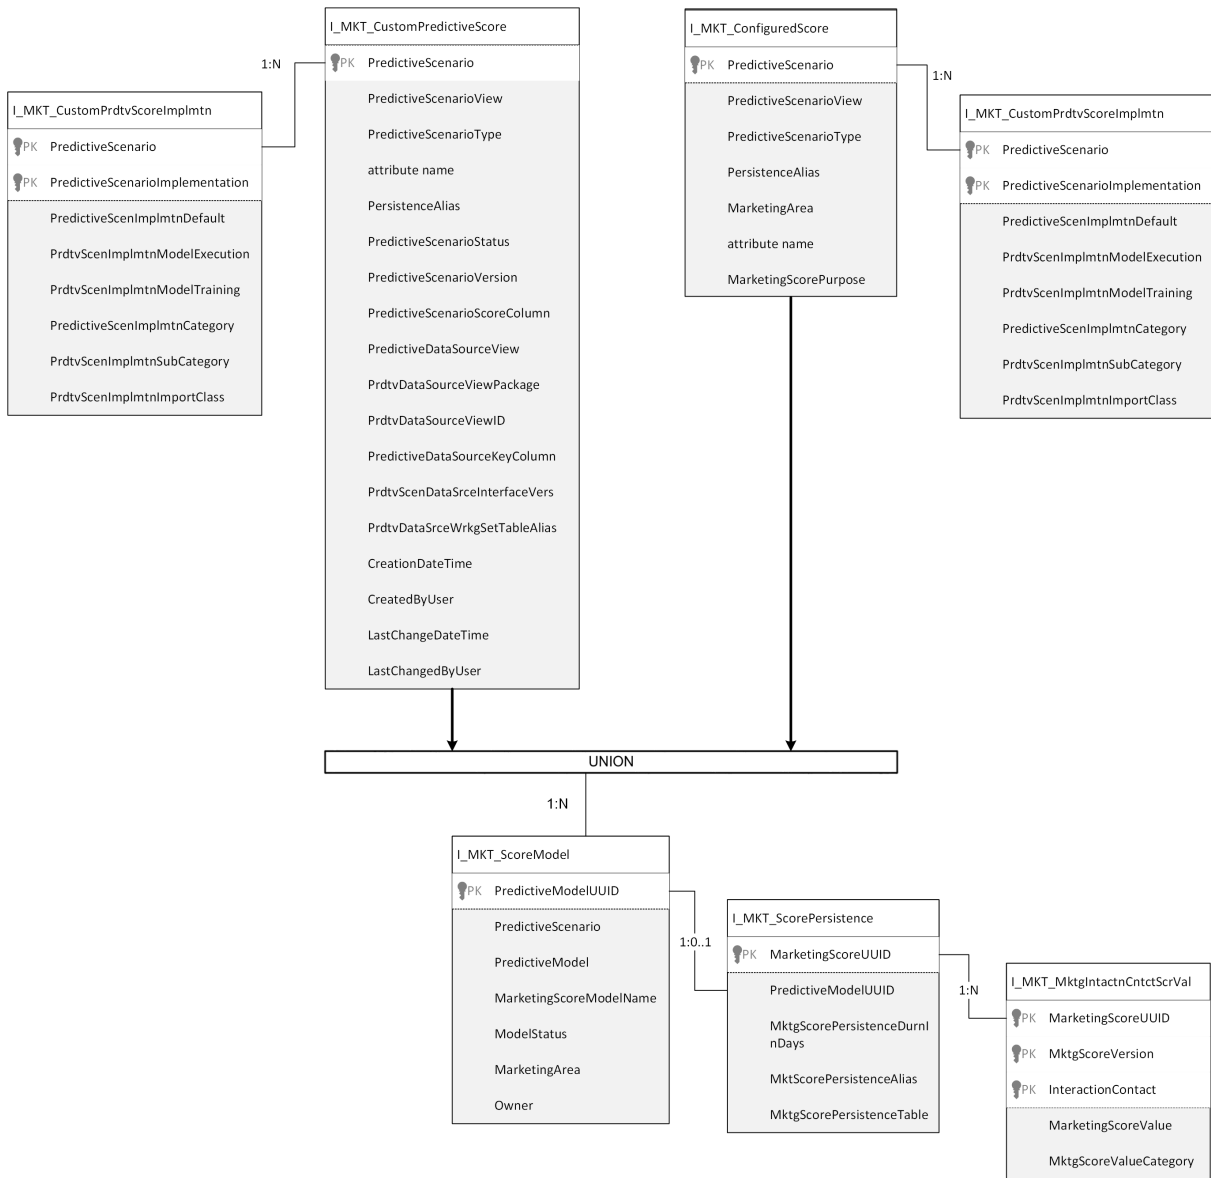 I_MKT_CustomPredictiveScore
PK PredictiveScenario
PredictiveScenarioView
PredictiveScenarioType
attribute name
PersistenceAlias
PredictiveScenarioStatus
PredictiveScenarioVersion
PredictiveScenarioScoreColumn
PredictiveDataSourceView
PrdtvDataSourceViewPackage
PrdtvDataSourceViewID
PredictiveDataSourceKeyColumn
PrdtvScenDataSrceInterfaceVers
PrdtvDataSrceWrkgSetTableAlias
CreationDateTime
CreatedByUser
LastChangeDateTime
LastChangedByUser
1:N
I_MKT_CustomPrdtvScoreImplmtn
PK PredictiveScenario
PK PredictiveScenarioImplementation
PredictiveScenImplmtnDefault
PrdtvScenImplmtnModelExecution
PrdtvScenImplmtnModelTraining
PredictiveScenImplmtnCategory
PrdtvScenImplmtnSubCategory
PrdtvScenImplmtnImportClass
I_MKT_ConfiguredScore
PK PredictiveScenario
PredictiveScenarioView
PredictiveScenarioType
PersistenceAlias
MarketingArea
attribute name
MarketingScorePurpose
1:N
I_MKT_CustomPrdtvScoreImplmtn
PK PredictiveScenario
PK PredictiveScenarioImplementation
PredictiveScenImplmtnDefault
PrdtvScenImplmtnModelExecution
PrdtvScenImplmtnModelTraining
PredictiveScenImplmtnCategory
PrdtvScenImplmtnSubCategory
PrdtvScenImplmtnImportClass
UNION
1:N
I_MKT_ScoreModel
PK PredictiveModelUUID
PredictiveScenario
PredictiveModel
MarketingScoreModelName
ModelStatus
MarketingArea
Owner
1:0..1
I_MKT_ScorePersistence
PK MarketingScoreUUID
PredictiveModelUUID
MktgScorePersistenceDurnI
nDays
MktScorePersistenceAlias
MktgScorePersistenceTable
1:N
I_MKT_MktgIntactnCntctScrVal
PK MarketingScoreUUID
PK MktgScoreVersion
PK InteractionContact
MarketingScoreValue
MktgScoreValueCategory